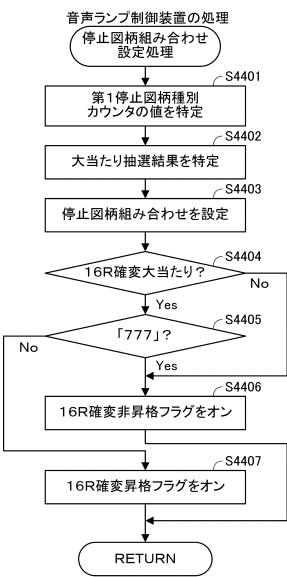 音声ランプ制御装置の処理
停止図柄組み合わせ
設定処理
S4401
第1停止図柄種別
カウンタの値を特定
S4402
大当たり抽選結果を特定
S4403
停止図柄組み合わせを設定
S4404
16R確変大当たり？
No
Yes
S4405
「777」？
No
Yes
S4406
16R確変非昇格フラグをオン
S4407
16R確変昇格フラグをオン
RETURN